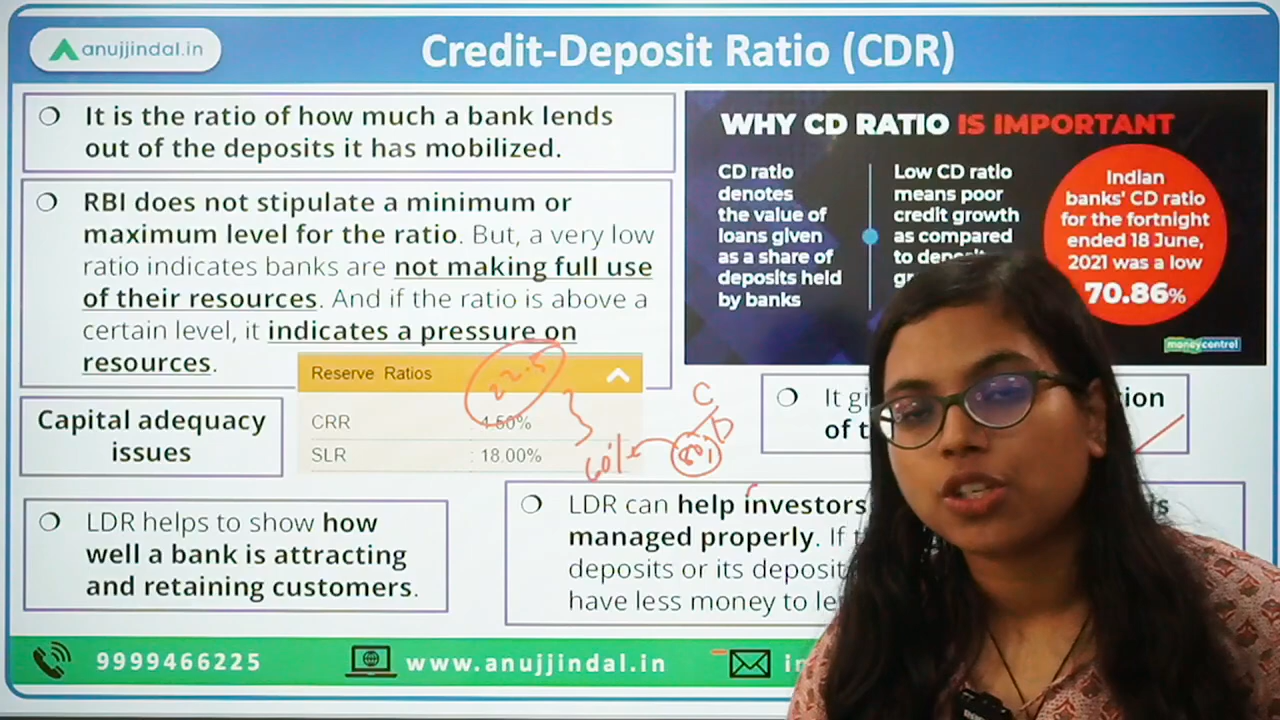 anujjindal.in
Credit-Deposit Ratio (CDR)
It is the ratio of how much a bank lends
out of the deposits it has mobilized.
RBI does not stipulate a minimum or
maximum level for the ratio. But, a very low
ratio indicates banks are not making full use
of their resources. And if the ratio is above a
certain level, it indicates a pressure on
resources.
WHY CD RATIO IS IMPORTANT
CD ratio
denotes
the value of
loans given
as a share of
deposits held
by banks
Low CD ratio
means poor
credit growth
as compared
to
Indian
banks' CD ratio
for the fortnight
ended 18 June,
2021 was a low
70.86%
moneycontrol
Reserve Ratios
22.5
CRR : 4.50%
SLR : 18.00%
60%
C
D
Capital adequacy
issues
It
of
LDR helps to show how
well a bank is attracting
and retaining customers.
LDR can help investors
managed properly. If
deposits or its
have less money to
9999466225
www.anujjindal.in